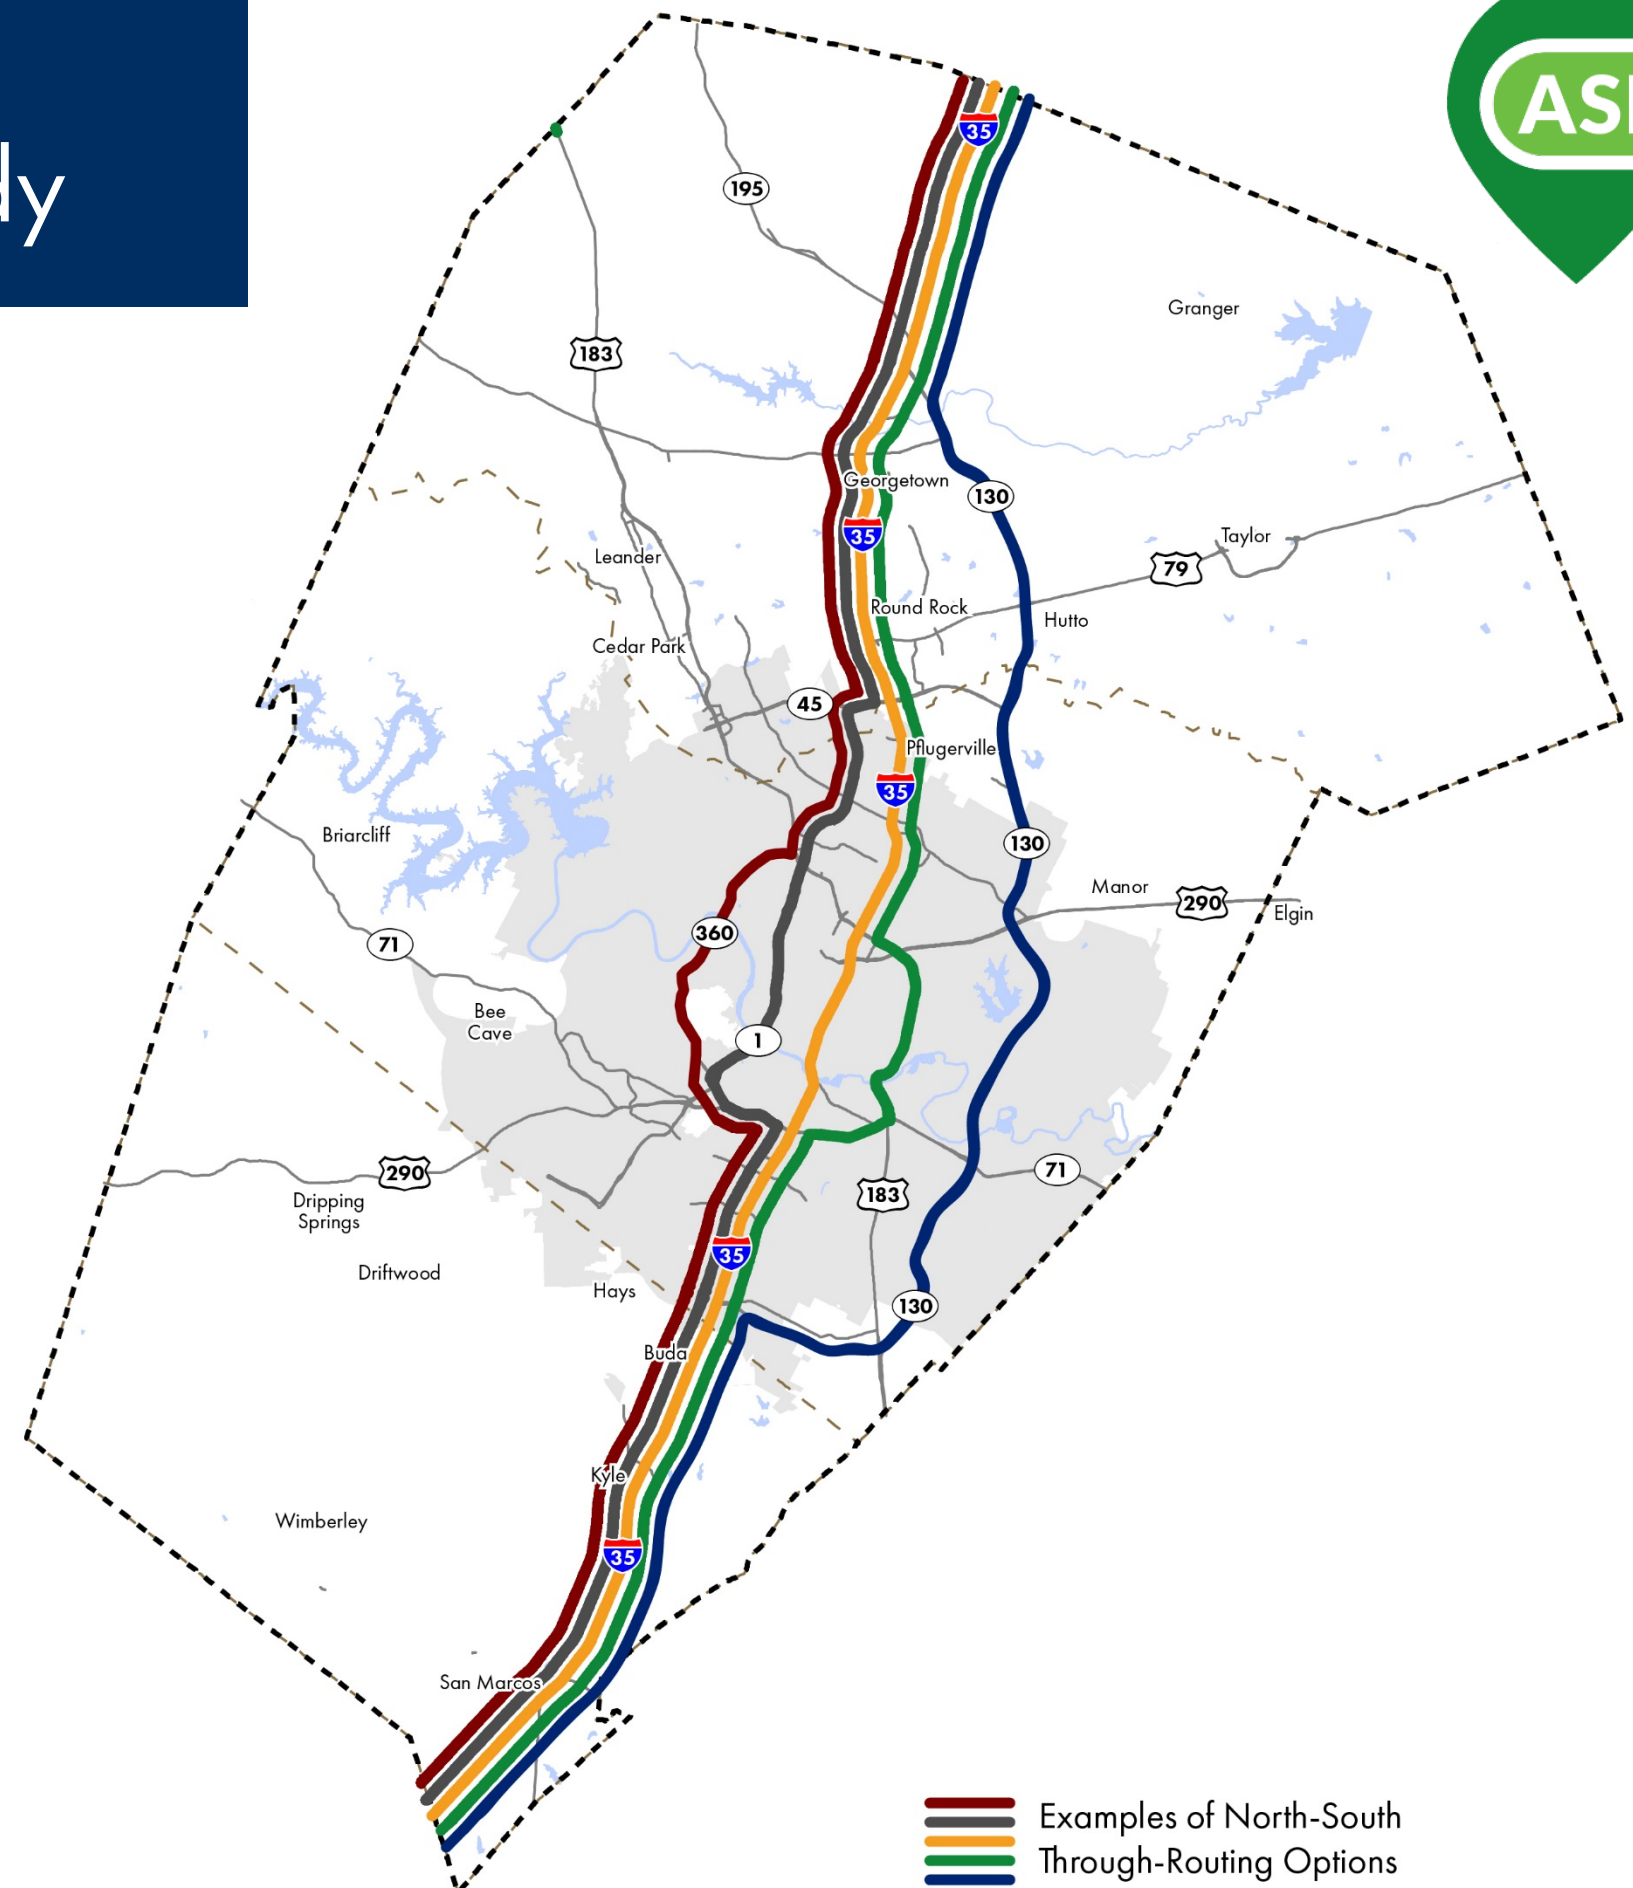 dy
AS
35
195
Granger
183
Georgetown
130
35
Taylor
Leander
79
Round Rock
Hutto
Cedar Park
45
Pflugerville
35
Briarcliff
130
Manor
290
Elgin
360
71
Bee
Cave
1
71
290
183
Dripping
Springs
35
Driftwood
Hays
130
Buda
Kyle
Wimberley
35
San Marcos
Examples of North-South
Through-Routing Options